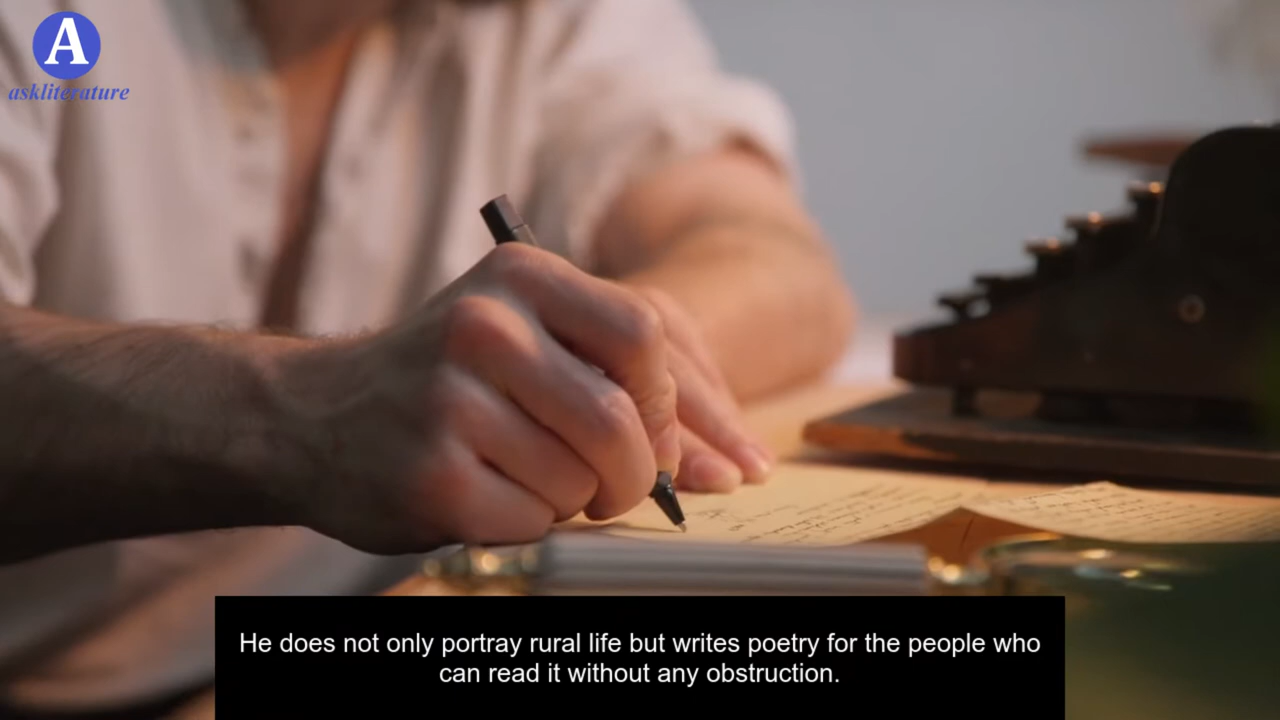 A
askliterature
He does not only portray rural life but writes poetry for the people who
can read it without any obstruction.